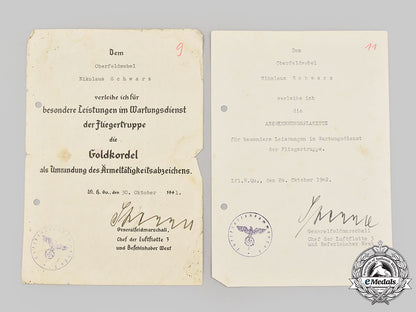 9
Dem
Oberfeldwebel
Nikolaus Schwarz
verleihe ich für
besondere Leistungen im Wartungsdienst
der Fliegertruppe
die
Goldkordel
als Umrandung des Ärmeltätigkeitsabzeichens.
den 30. Oktober 1941.
Generalfeldmarschall,
Chef der Luftflotte 3
und Befehlshaber West
11
Dem
Oberfeldwebel
Nikolaus Schwarz
verleihe ich
die
für besondere Leistungen im Wartungsdienst
der Fliegertruppe.
den 24. Oktober 1942.
Generalfeldmarschall
Chef der Luftflotte 3
und Befehlshaber West
eMedals